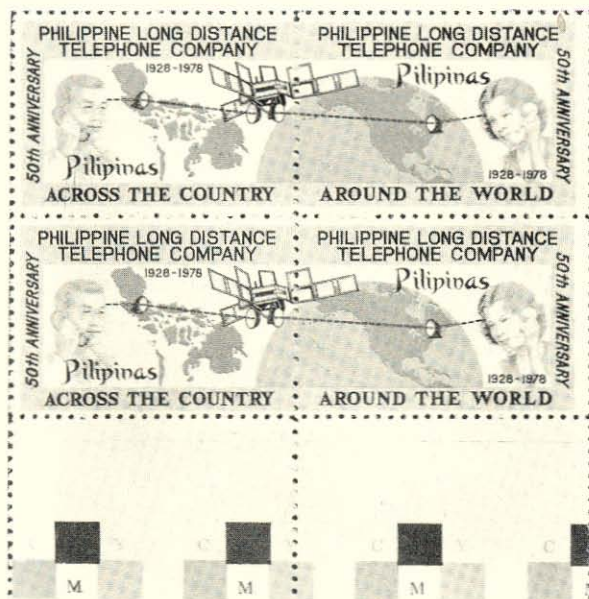 PHILIPPINE LONG DISTANCE
TELEPHONE COMPANY
1928-1978
50th ANNIVERSARY
Pilipinas
ACROSS THE COUNTRY
PHILIPPINE LONG DISTANCE
TELEPHONE COMPANY
Pilipinas
50th ANNIVERSARY
1928-1978
AROUND THE WORLD
PHILIPPINE LONG DISTANCE
TELEPHONE COMPANY
1928-1978
50th ANNIVERSARY
Pilipinas
ACROSS THE COUNTRY
PHILIPPINE LONG DISTANCE
TELEPHONE COMPANY
Pilipinas
50th ANNIVERSARY
1928-1978
AROUND THE WORLD
C Y C C Y C
M M M M